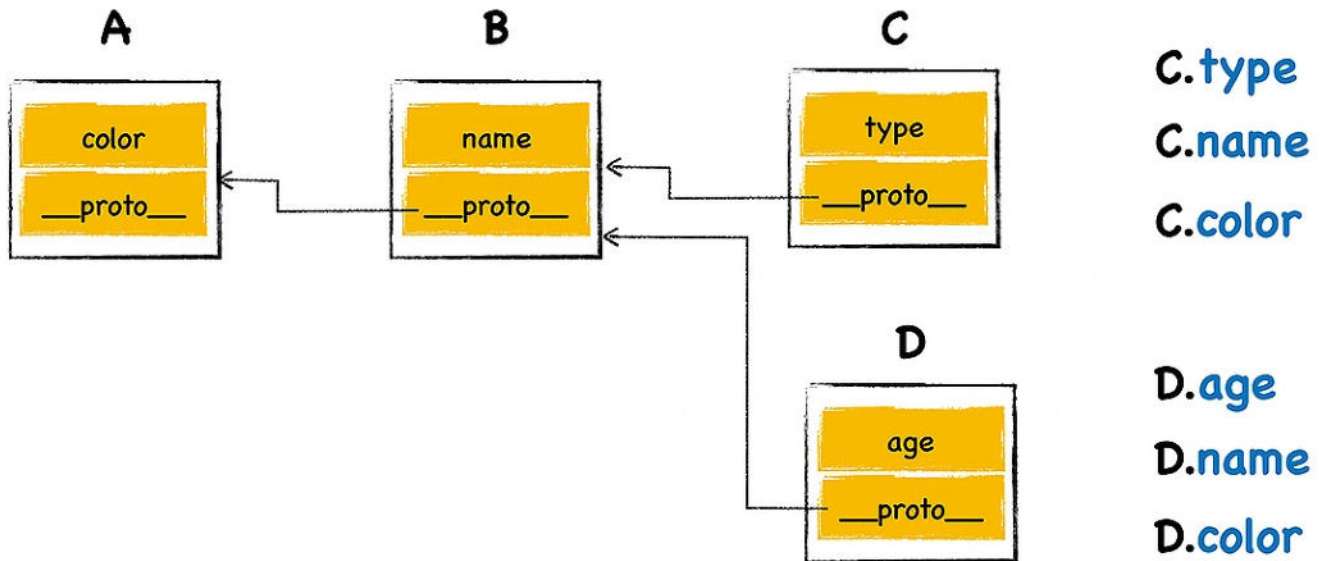 A
B
C
color
__proto__
name
__proto__
type
__proto__
C.type
C.name
C.color
D
age
__proto__
D.age
D.name
D.color